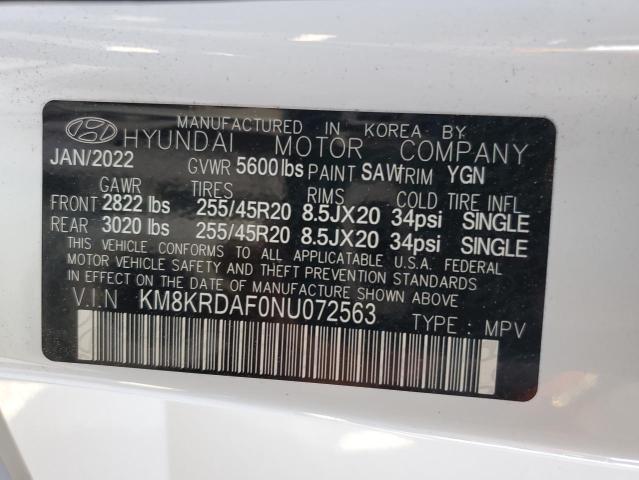 MANUFACTURED IN KOREA BY
HYUNDAI MOTOR COMPANY
JAN/2022 GVWR 5600 lbs PAINT SAW TRIM YGN
GAWR TIRES RIMS COLD TIRE INFL
FRONT 2822 lbs 255/45R20 8.5JX20 34psi SINGLE
REAR 3020 lbs 255/45R20 8.5JX20 34psi SINGLE
THIS VEHICLE CONFORMS TO ALL APPLICABLE U.S.A. FEDERAL
MOTOR VEHICLE SAFETY AND THEFT PREVENTION STANDARDS
IN EFFECT ON THE DATE OF MANUFACTURE SHOWN ABOVE.
V.I.N KM8KRDAF0NU072563 TYPE : MPV